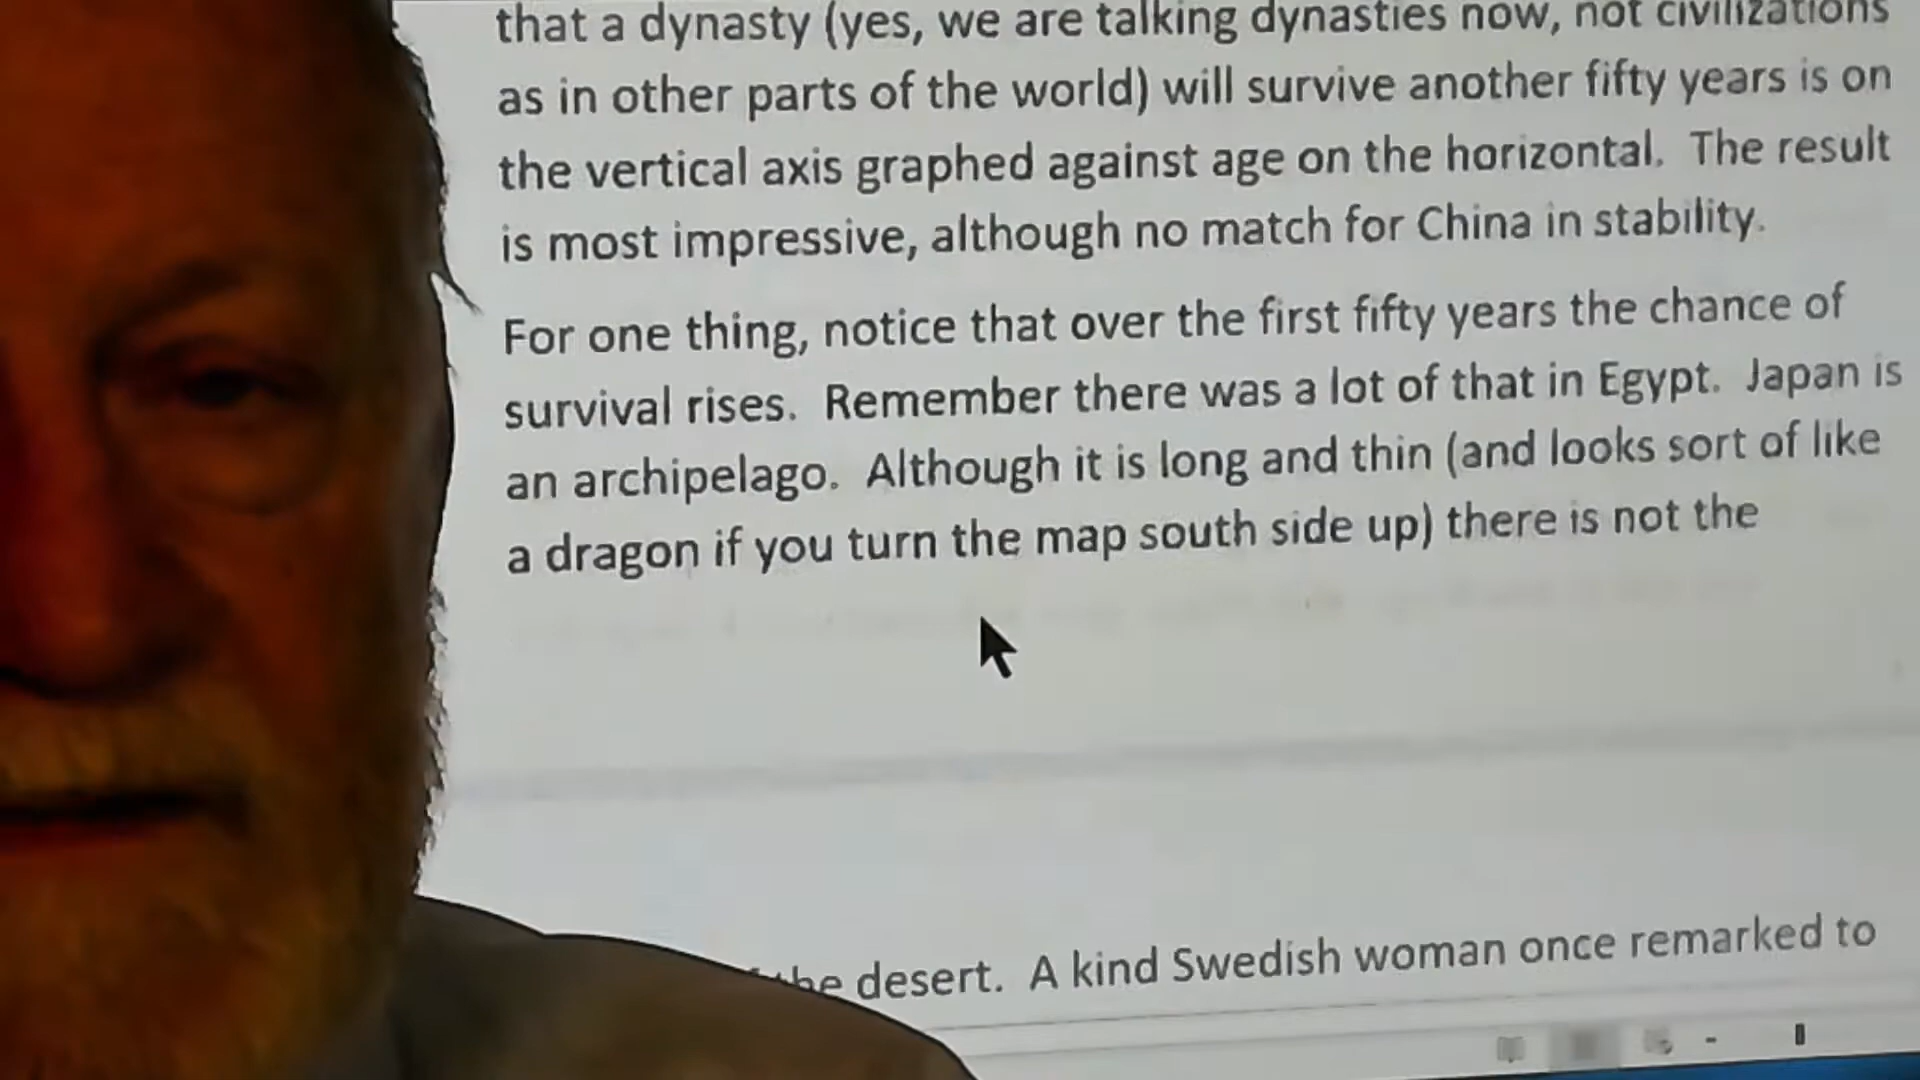 that a dynasty (yes, we are talking dynasties now, not civilizations
as in other parts of the world) will survive another fifty years is on
the vertical axis graphed against age on the horizontal.  The result
is most impressive, although no match for China in stability.
For one thing, notice that over the first fifty years the chance of
survival rises.  Remember there was a lot of that in Egypt.  Japan is
an archipelago.  Although it is long and thin (and looks sort of like
a dragon if you turn the map south side up) there is not the
the desert.  A kind Swedish woman once remarked to